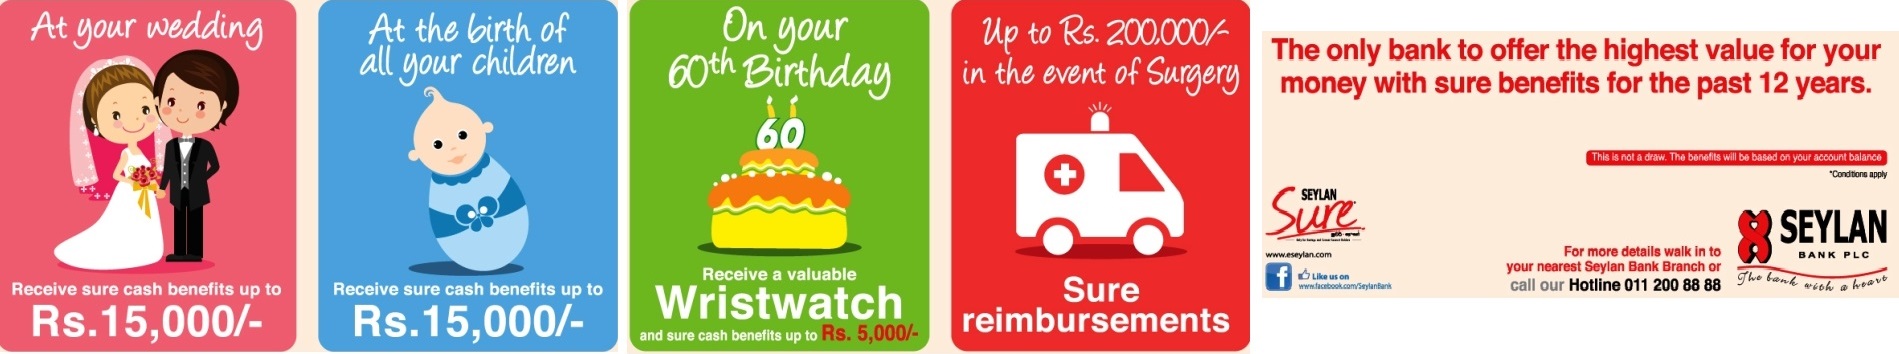 At your wedding
Receive sure cash benefits up to
Rs.15,000/-
At the birth of
all your children
Receive sure cash benefits up to
Rs.15,000/-
On your
60th Birthday
60
Receive a valuable
Wristwatch
and sure cash benefits up to Rs. 5,000/-
Up to Rs. 200,000/-
in the event of Surgery
Sure
reimbursements
The only bank to offer the highest value for your
money with sure benefits for the past 12 years.
This is not a draw. The benefits will be based on your account balance
*Conditions apply
SEYLAN
Sure
www.eseylan.com
f Like us on
www.facebook.com/SeylanBank
For more details walk in to
your nearest Seylan Bank Branch or
call our Hotline 011 200 88 88
SEYLAN
BANK PLC
The bank with a heart